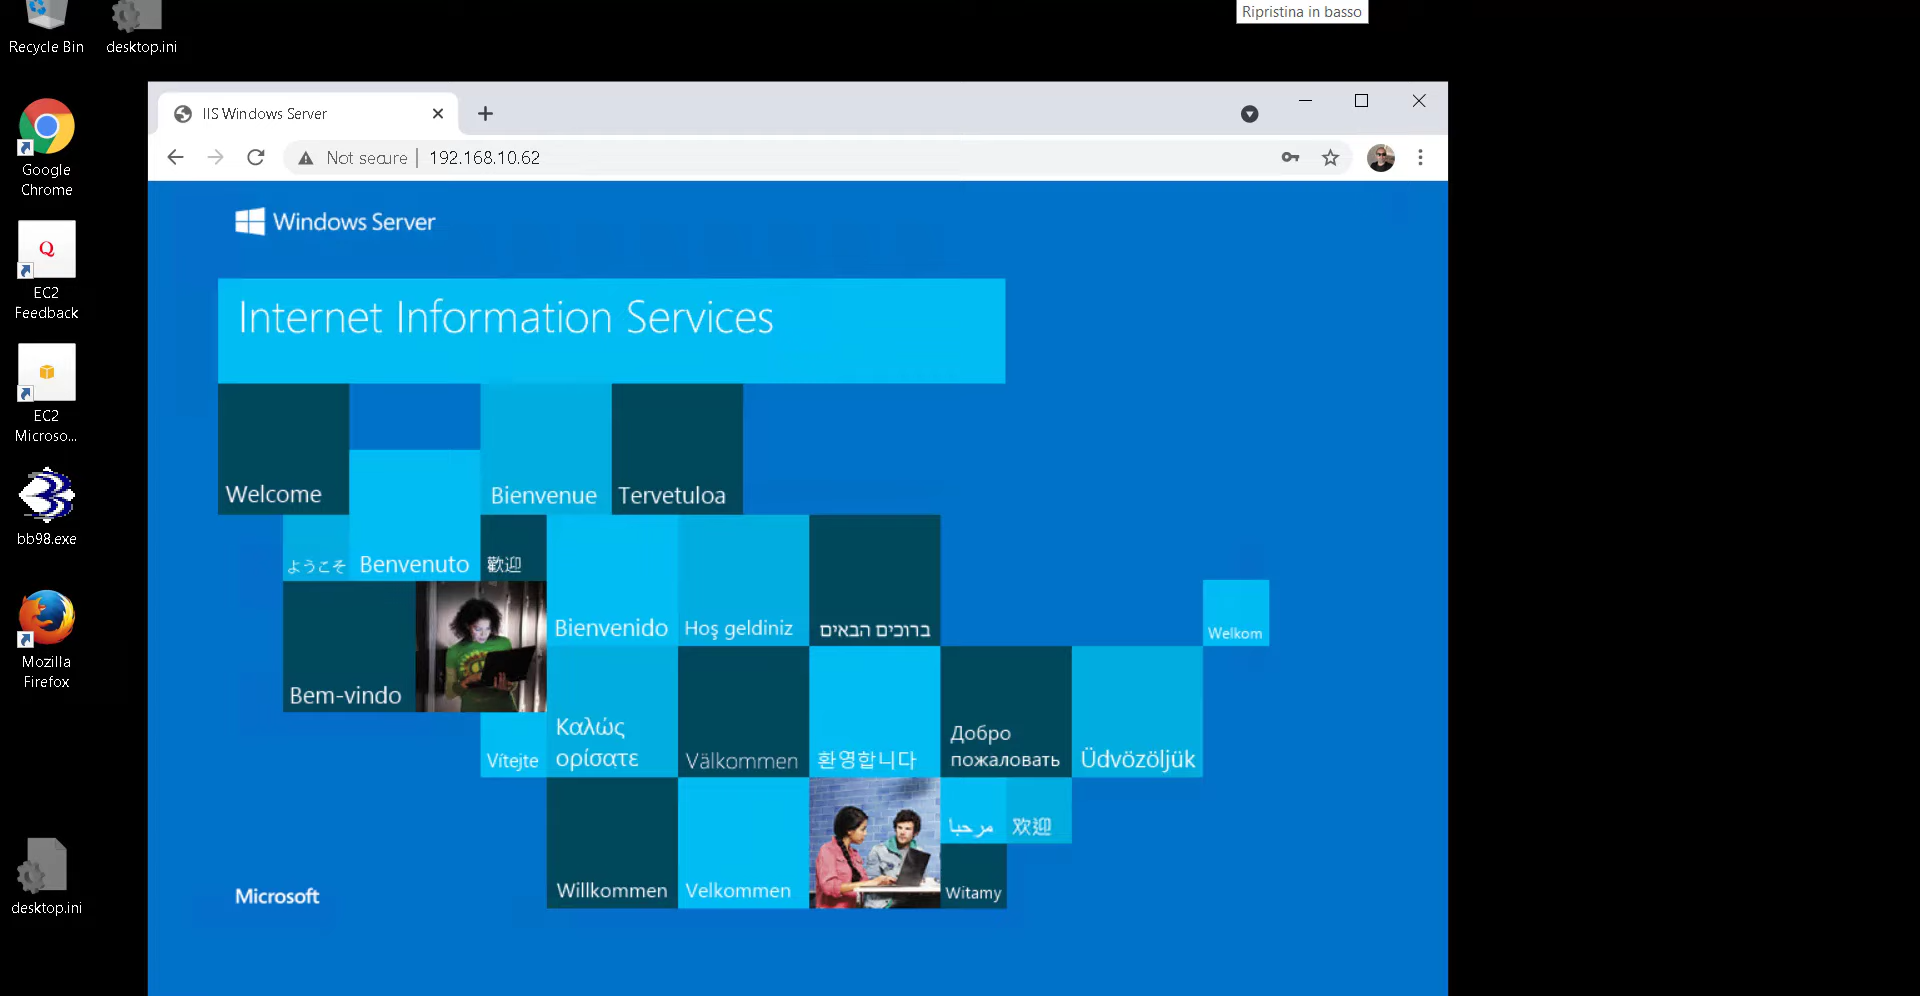 Ripristina in basso
Recycle Bin
desktop.ini
IIS Windows Server
Not secure
192.168.10.62
Google
Chrome
Q
EC2
Feedback
EC2
Microso...
bb98.exe
Mozilla
Firefox
desktop.ini
Windows Server
Internet Information Services
Welcome
Bienvenue
Tervetuloa
ようこそ
Benvenuto
歡迎
Bienvenido
Hoş geldiniz
ברוכים הבאים
Welkom
Bem-vindo
Vítejte
Καλώς
ορίσατε
Välkommen
환영합니다
Добро
пожаловать
Üdvözöljük
مرحبا
欢迎
Willkommen
Velkommen
Witamy
Microsoft